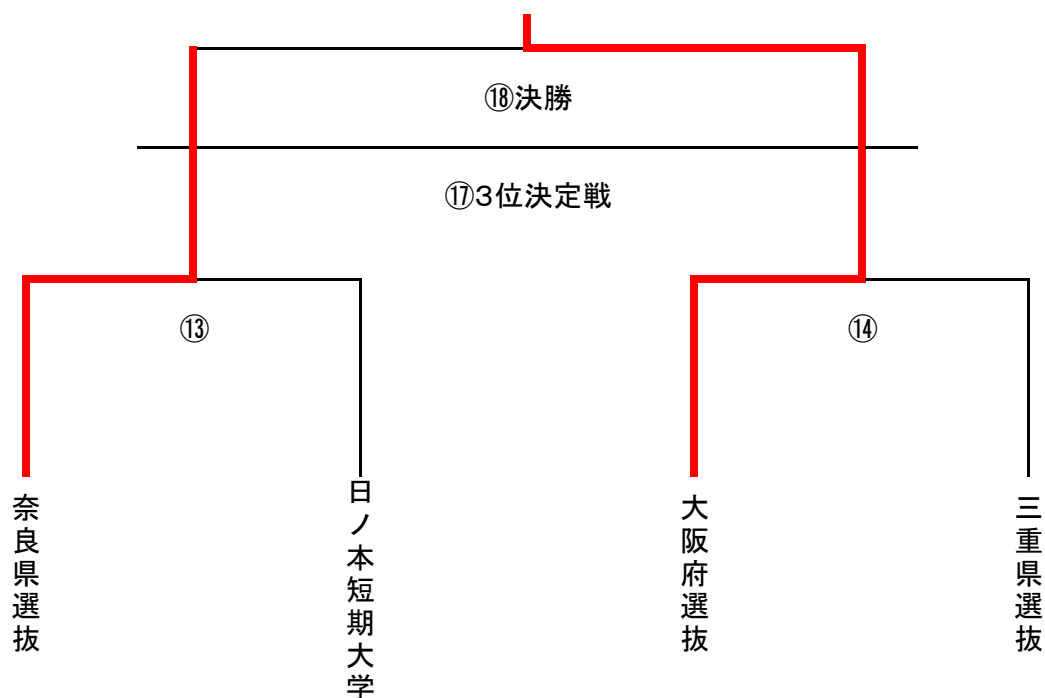 ⑱決勝
⑰3位決定戦
⑬
⑭
奈良県選抜
日ノ本短期大学
大阪府選抜
三重県選抜